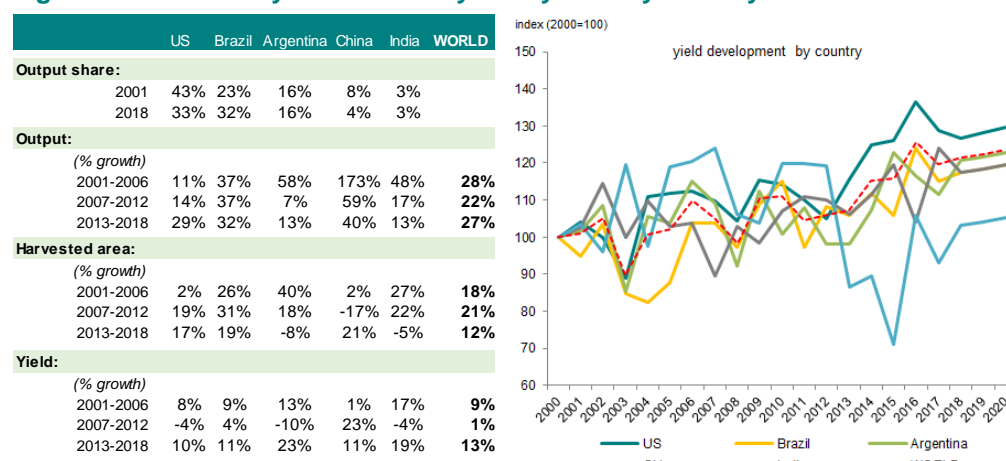 US Brazil Argentina China India WORLD
Output share:
2001 43% 23% 16% 8% 3%
2018 33% 32% 16% 4% 3%
Output:
(% growth)
2001-2006 11% 37% 58% 173% 48% 28%
2007-2012 14% 37% 7% 59% 17% 22%
2013-2018 29% 32% 13% 40% 13% 27%
Harvested area:
(% growth)
2001-2006 2% 26% 40% 2% 27% 18%
2007-2012 19% 31% 18% -17% 22% 21%
2013-2018 17% 19% -8% 21% -5% 12%
Yield:
(% growth)
2001-2006 8% 9% 13% 1% 17% 9%
2007-2012 -4% 4% -10% 23% -4% 1%
2013-2018 10% 11% 23% 11% 19% 13%
index (2000=100)
yield development by country
150
140
130
120
110
100
90
80
70
60
2000 2001 2002 2003 2004 2005 2006 2007 2008 2009 2010 2011 2012 2013 2014 2015 2016 2017 2018 2019
US Brazil Argentina